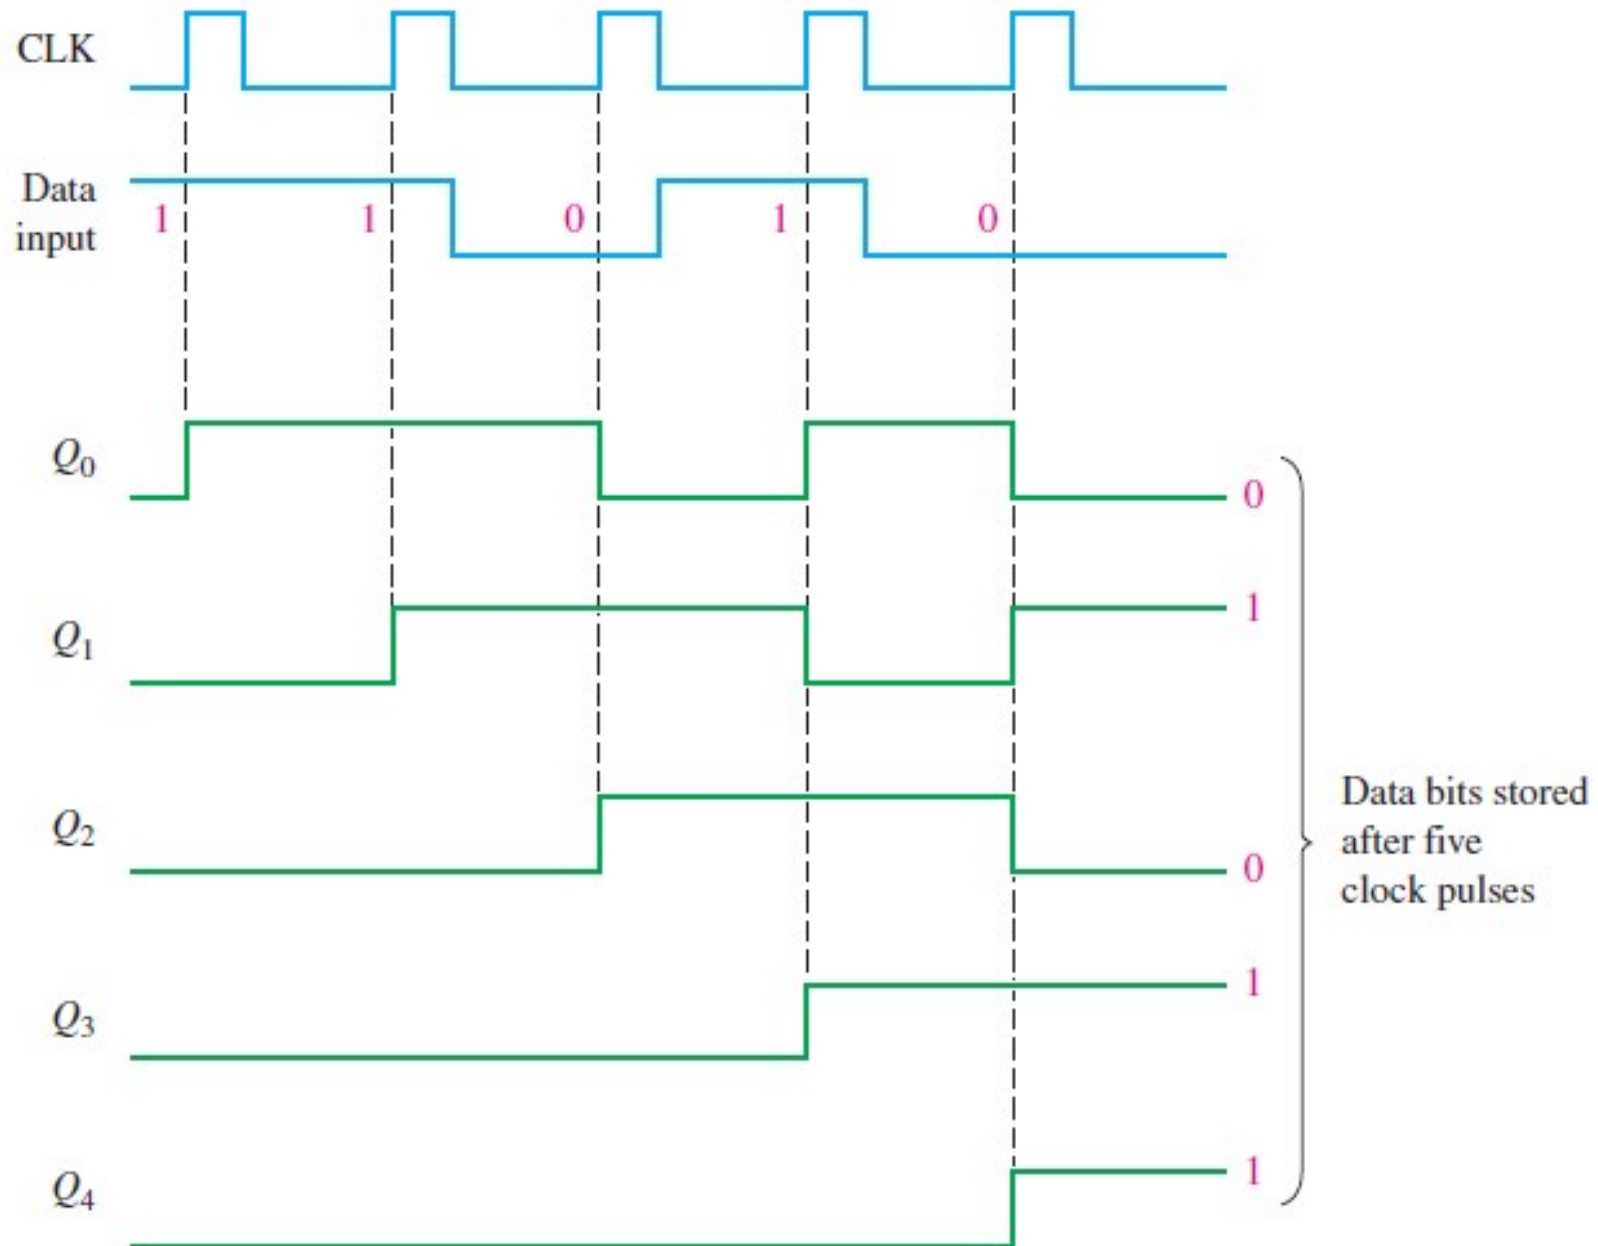 CLK
Data
input
1 1 0 1 0
Q0
0
Q1
1
Q2
0
Q3
1
Q4
1
Data bits stored
after five
clock pulses